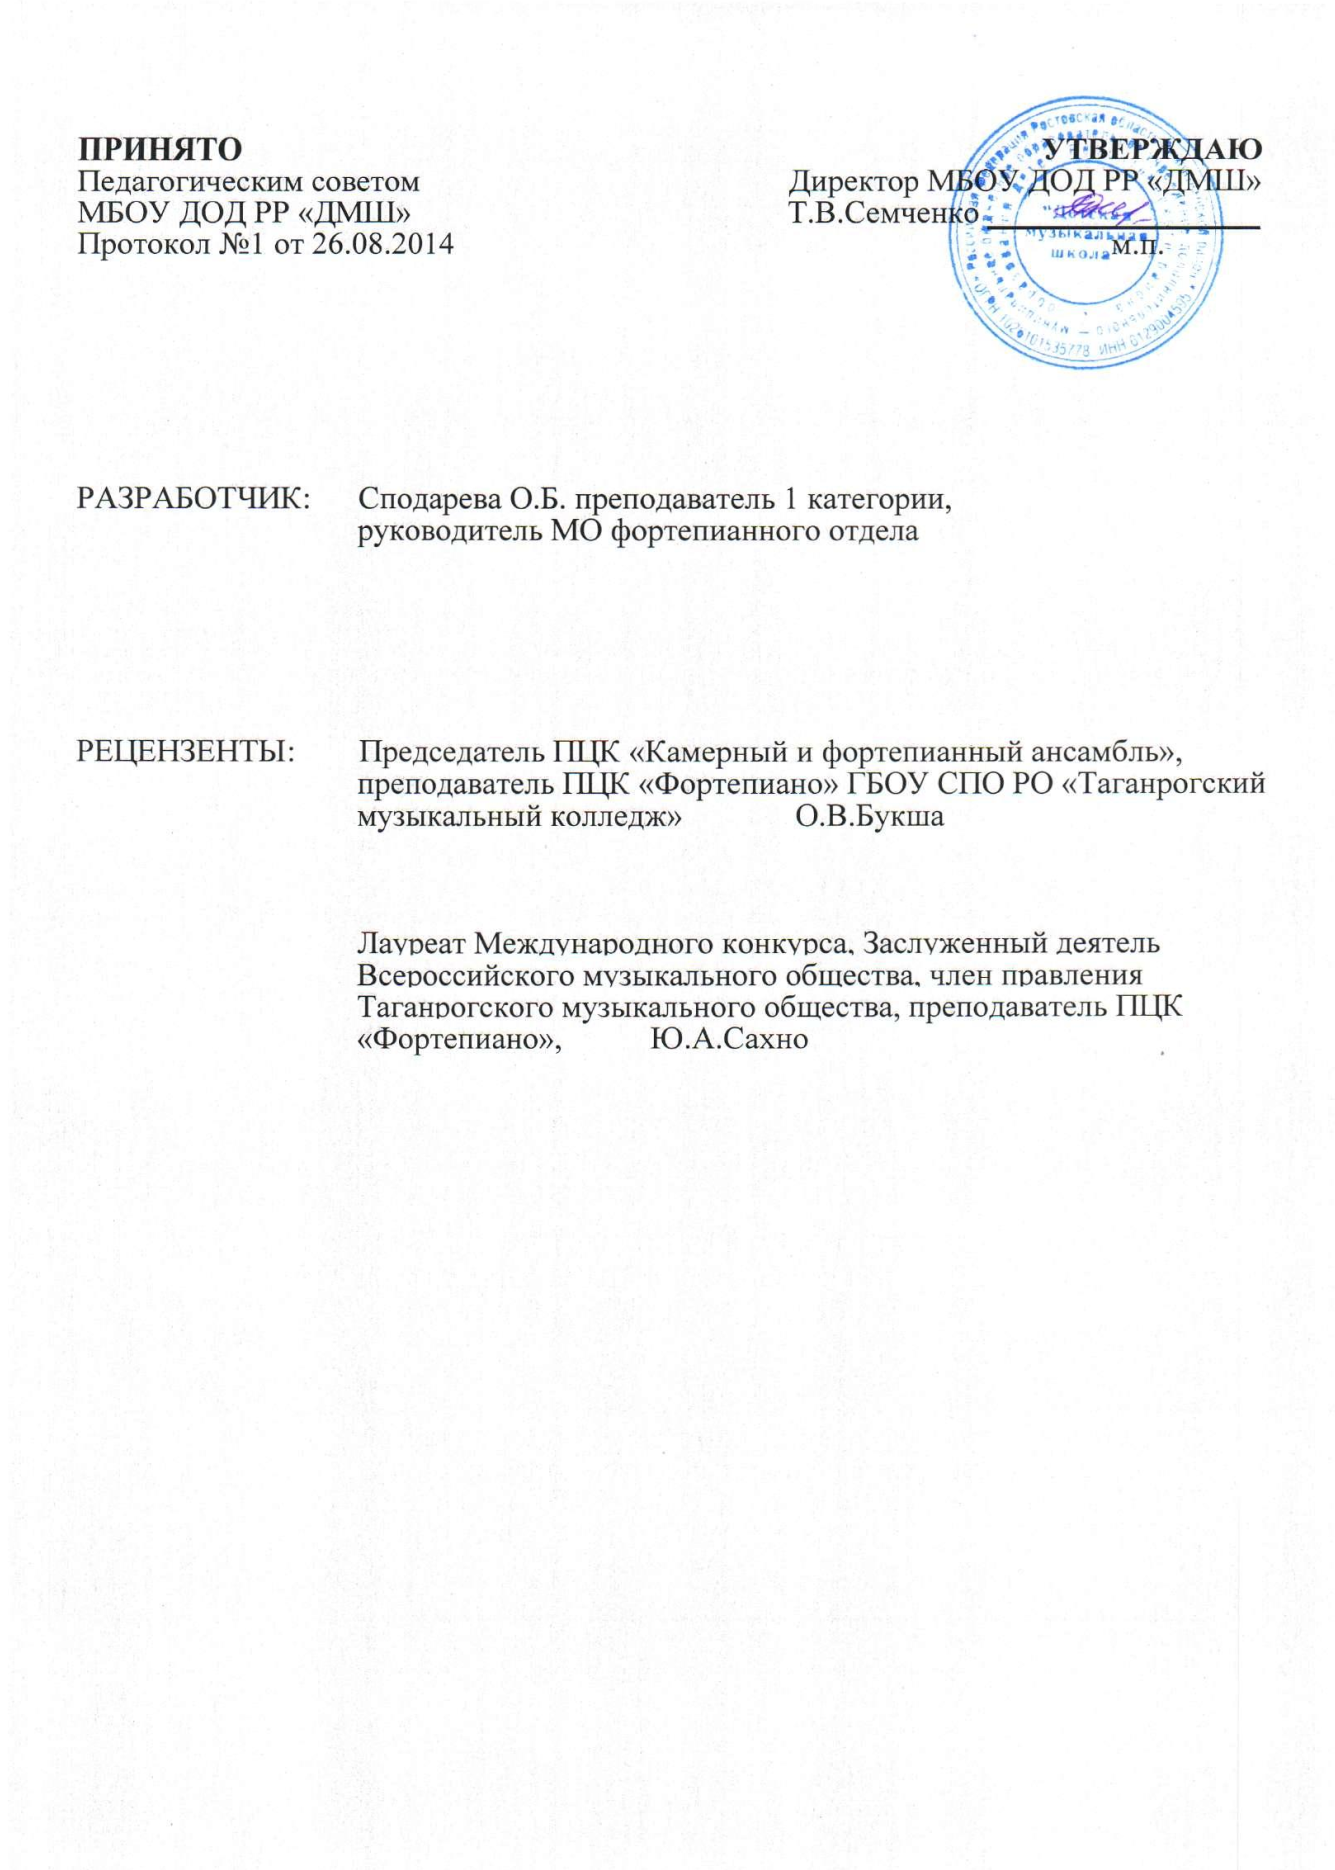 ПРИНЯТО
Педагогическим советом
МБОУ ДОД РР «ДМШ»
Протокол №1 от 26.08.2014
УТВЕРЖДАЮ
Директор МБОУ ДОД РР «ДМШ»
Т.В.Семченко
м.п.
музыкальная
школа
РАЗРАБОТЧИК: Сподарева О.Б. преподаватель 1 категории,
руководитель МО фортепианного отдела
РЕЦЕНЗЕНТЫ: Председатель ПЦК «Камерный и фортепианный ансамбль»,
преподаватель ПЦК «Фортепиано» ГБОУ СПО РО «Таганрогский
музыкальный колледж» О.В.Букша
Лауреат Международного конкурса, Заслуженный деятель
Всероссийского музыкального общества, член правления
Таганрогского музыкального общества, преподаватель ПЦК
«Фортепиано», Ю.А.Сахно